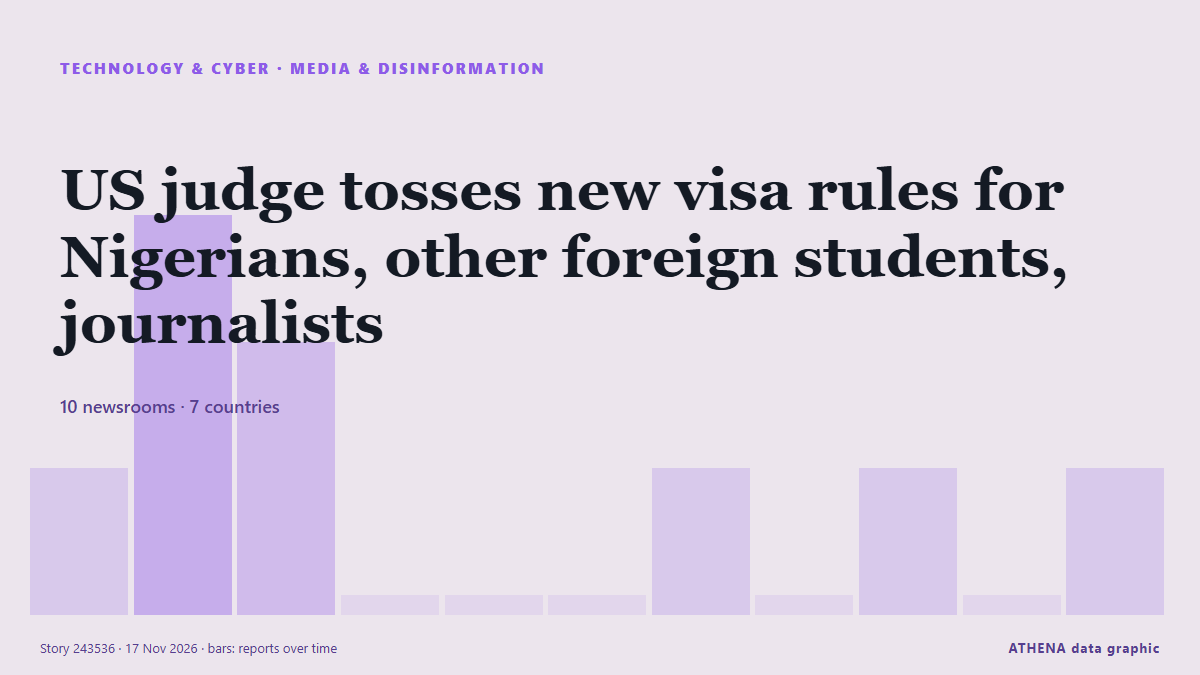 TECHNOLOGY & CYBER · MEDIA & DISINFORMATION
US judge tosses new visa rules for
Nigerians, other foreign students,
journalists
10 newsrooms · 7 countries
Story 243536 · 17 Nov 2026 · bars: reports over time
ATHENA data graphic